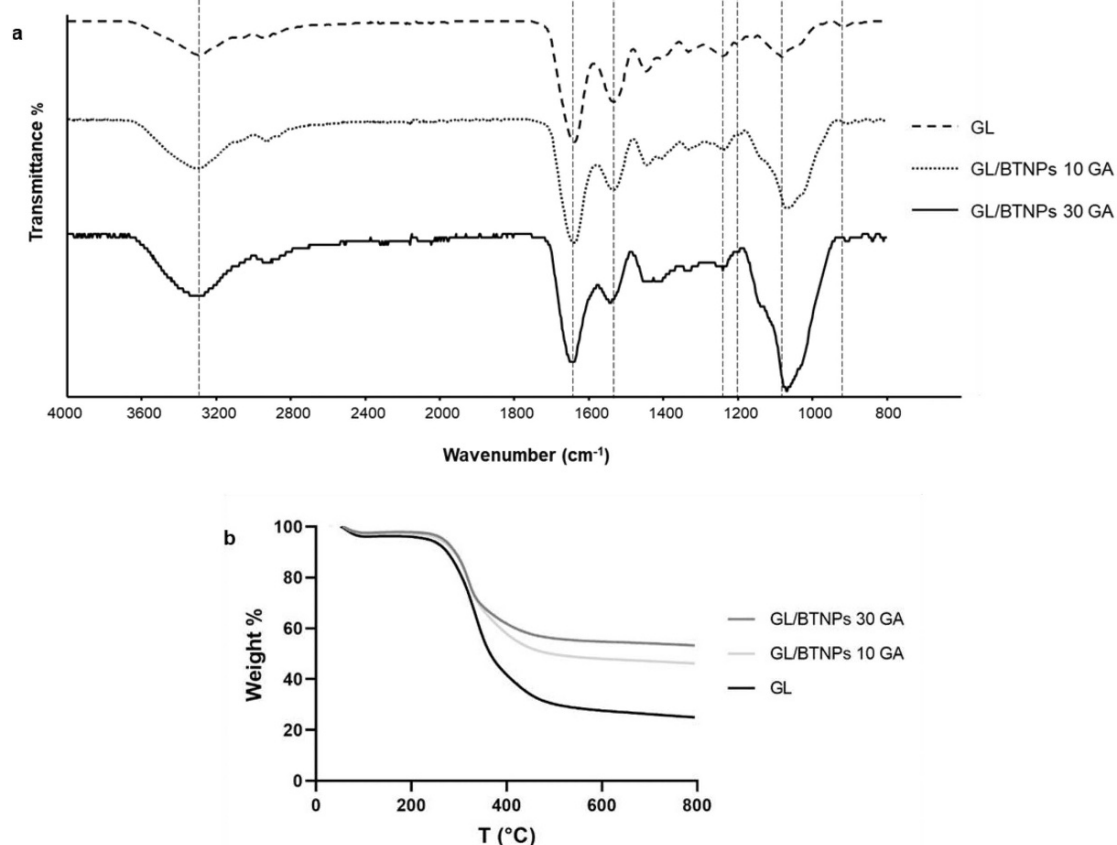 a
Transmittance %
GL
GL/BTNPs 10 GA
GL/BTNPs 30 GA
4000 3600 3200 2800 2400 2000 1800 1600 1400 1200 1000 800
Wavenumber (cm⁻¹)
b
Weight %
100
80
60
40
20
0
0 200 400 600 800
T (°C)
GL/BTNPs 30 GA
GL/BTNPs 10 GA
GL